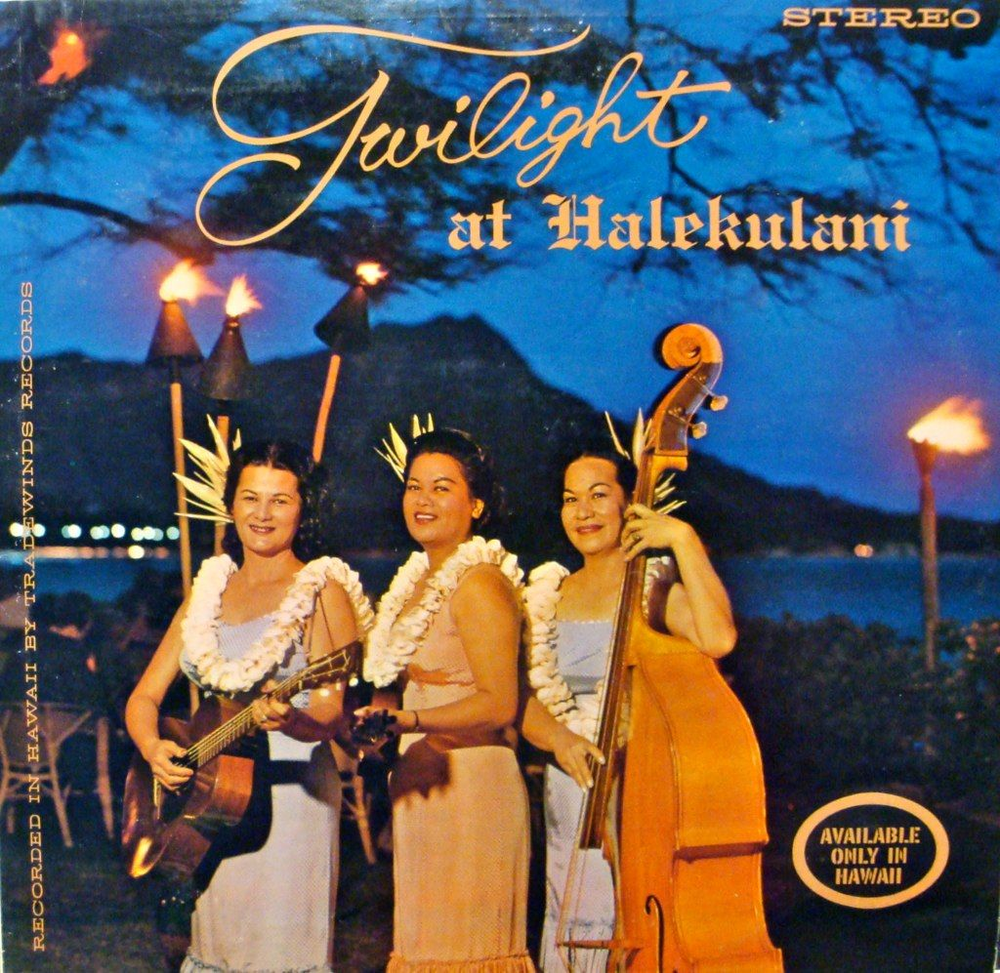 STEREO
Twilight
at Halekulani
RECORDED IN HAWAII BY TRADEWINDS RECORDS
AVAILABLE
ONLY IN
HAWAII